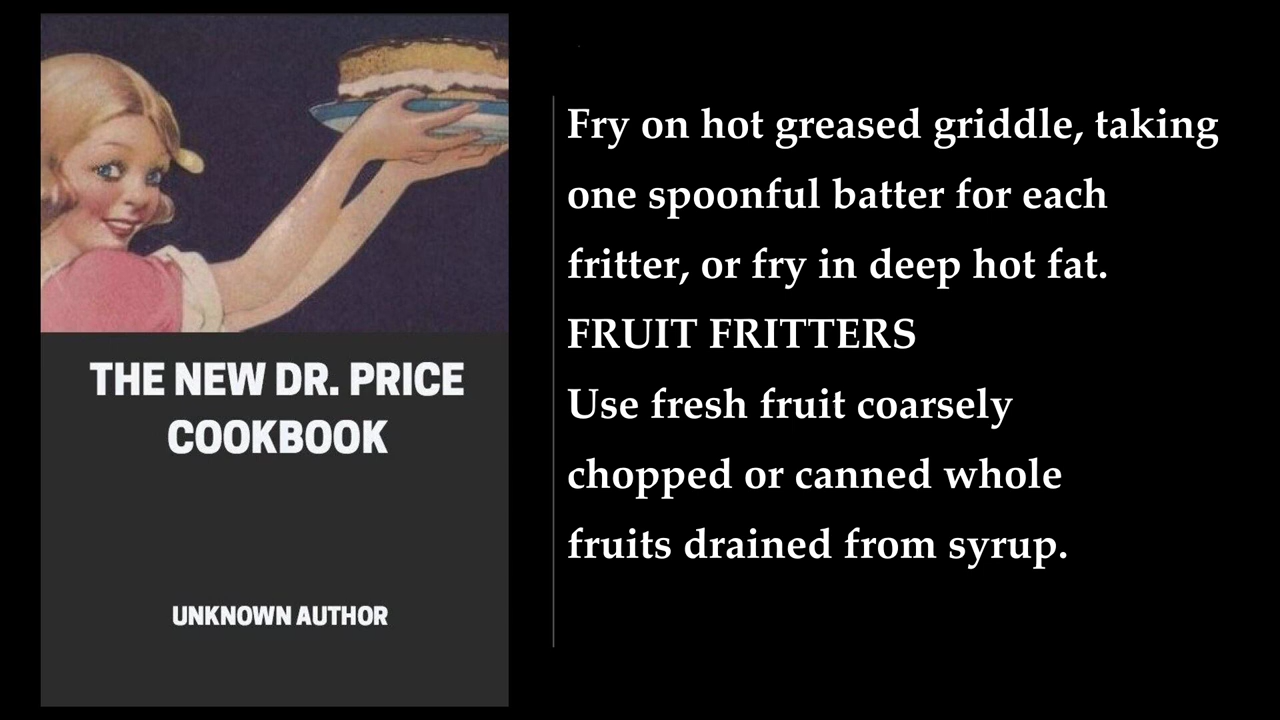 THE NEW DR. PRICE
COOKBOOK
UNKNOWN AUTHOR
Fry on hot greased griddle, taking
one spoonful batter for each
fritter, or fry in deep hot fat.
FRUIT FRITTERS
Use fresh fruit coarsely
chopped or canned whole
fruits drained from syrup.